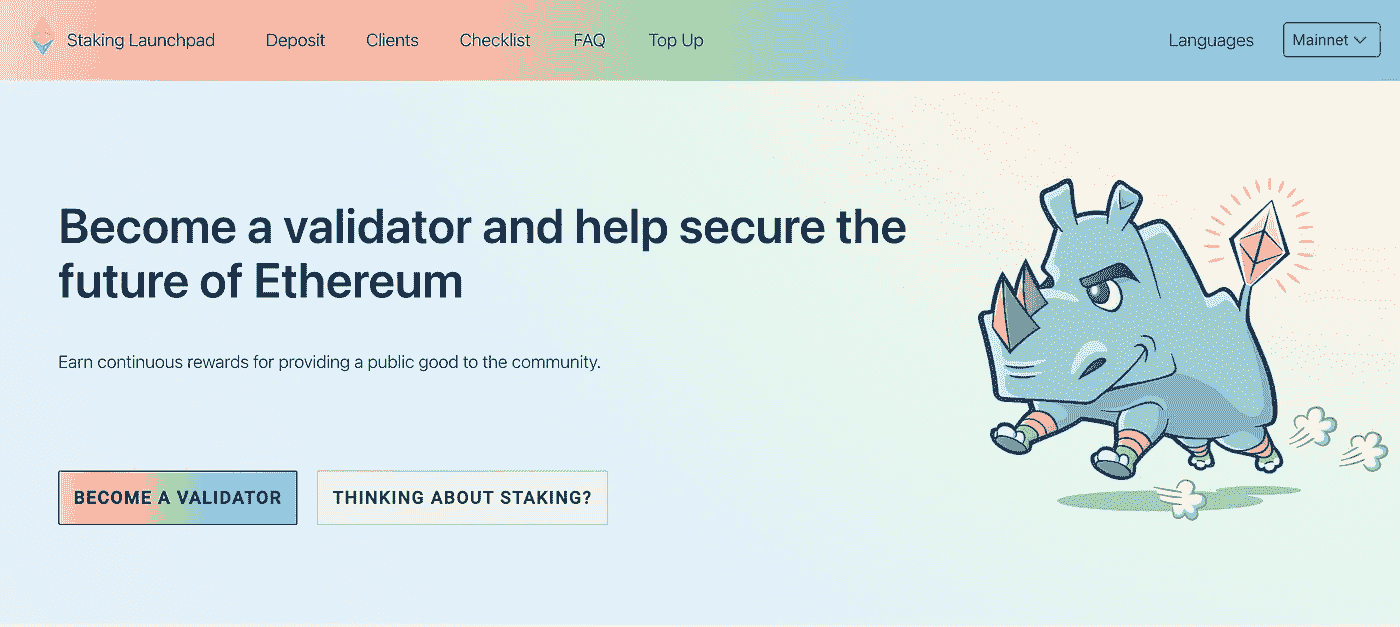 Staking Launchpad Deposit Clients Checklist FAQ Top Up Languages Mainnet
Become a validator and help secure the
future of Ethereum
Earn continuous rewards for providing a public good to the community.
BECOME A VALIDATOR THINKING ABOUT STAKING?